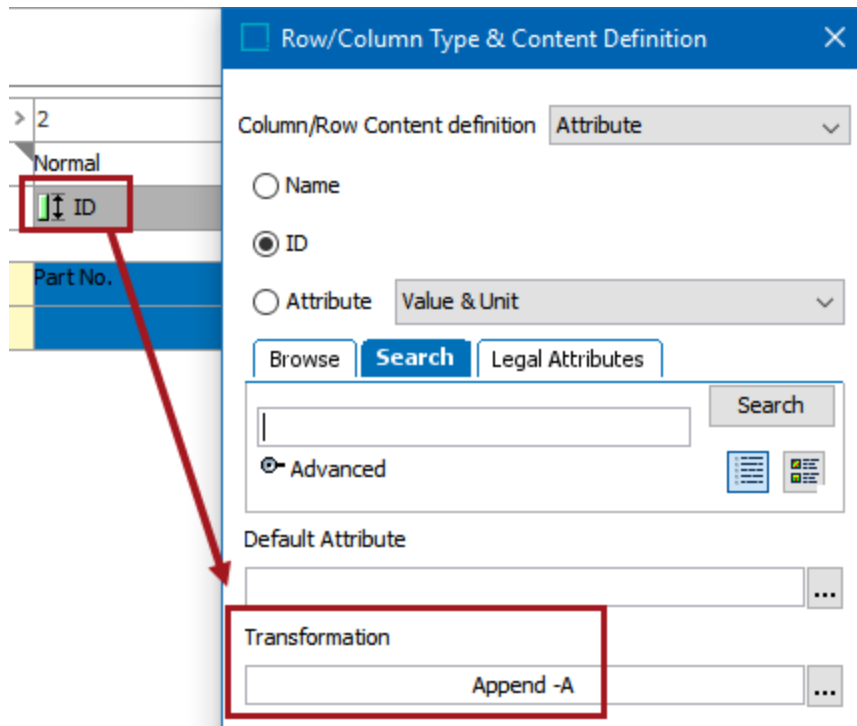 Row/Column Type & Content Definition
> 2
Column/Row Content definition Attribute
Normal
Name
ID
ID
Part No.
Attribute Value & Unit
Browse Search Legal Attributes
Search
Advanced
Default Attribute
...
Transformation
Append -A ...